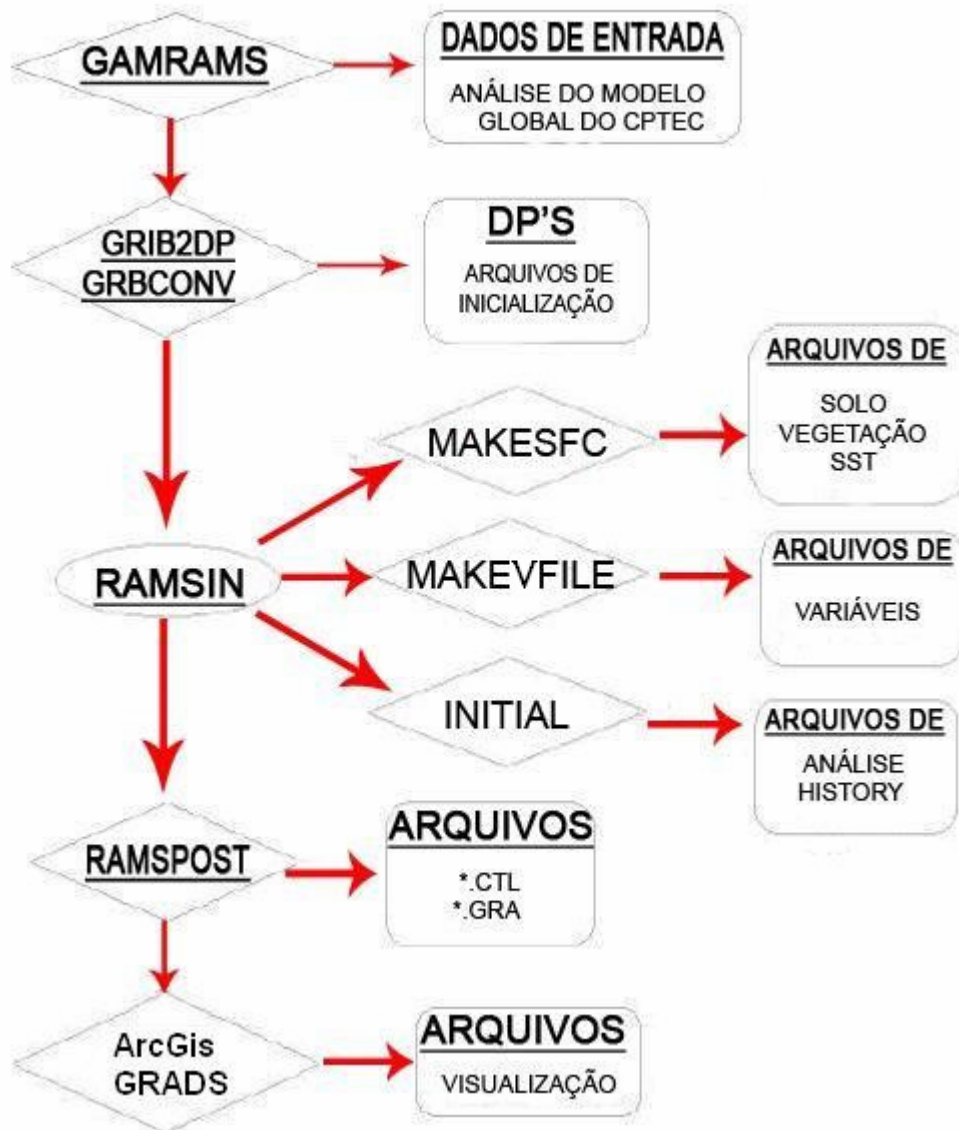 GAMRAMS
DADOS DE ENTRADA
ANÁLISE DO MODELO
GLOBAL DO CPTEC
GRIB2DP
GRBCONV
DP'S
ARQUIVOS DE
INICIALIZAÇÃO
MAKESFC
ARQUIVOS DE
SOLO
VEGETAÇÃO
SST
RAMSIN
MAKEVFILE
ARQUIVOS DE
VARIÁVEIS
INITIAL
ARQUIVOS DE
ANÁLISE
HISTORY
RAMSPOST
ARQUIVOS
*.CTL
*.GRA
ArcGis
GRADS
ARQUIVOS
VISUALIZAÇÃO